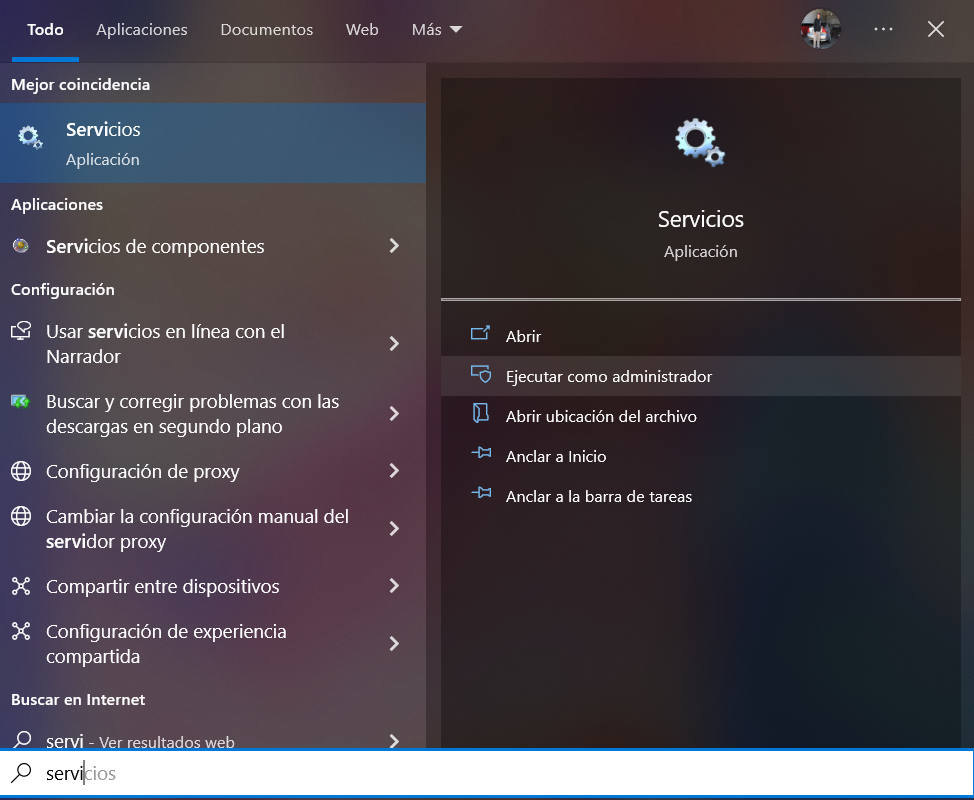 Todo Aplicaciones Documentos Web Más
Mejor coincidencia
Servicios
Aplicación
Aplicaciones
Servicios de componentes
Configuración
Usar servicios en línea con el
Narrador
Buscar y corregir problemas con las
descargas en segundo plano
Configuración de proxy
Cambiar la configuración manual del
servidor proxy
Compartir entre dispositivos
Configuración de experiencia
compartida
Buscar en Internet
servi - Ver resultados web
servicios
Servicios
Aplicación
Abrir
Ejecutar como administrador
Abrir ubicación del archivo
Anclar a Inicio
Anclar a la barra de tareas